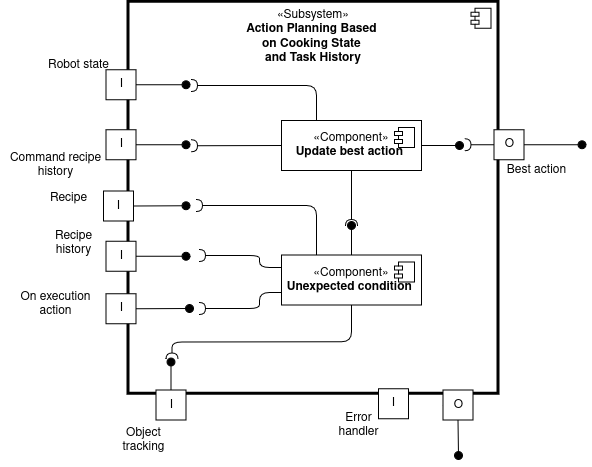 «Subsystem»
Action Planning Based
on Cooking State
and Task History
Robot state
I
Command recipe
history
I
«Component»
Update best action
O
Best action
Recipe
I
Recipe
history
I
«Component»
Unexpected condition
On execution
action
I
I
Object
tracking
I
Error
handler
O